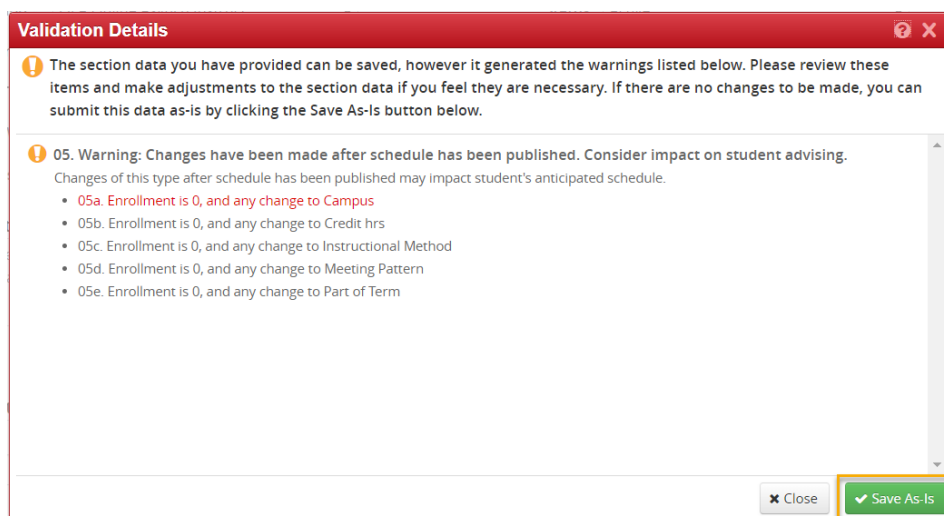 Validation Details
The section data you have provided can be saved, however it generated the warnings listed below. Please review these
items and make adjustments to the section data if you feel they are necessary. If there are no changes to be made, you can
submit this data as-is by clicking the Save As-Is button below.
05. Warning: Changes have been made after schedule has been published. Consider impact on student advising.
Changes of this type after schedule has been published may impact student's anticipated schedule.
• 05a. Enrollment is 0, and any change to Campus
• 05b. Enrollment is 0, and any change to Credit hrs
• 05c. Enrollment is 0, and any change to Instructional Method
• 05d. Enrollment is 0, and any change to Meeting Pattern
• 05e. Enrollment is 0, and any change to Part of Term
Close
Save As-Is